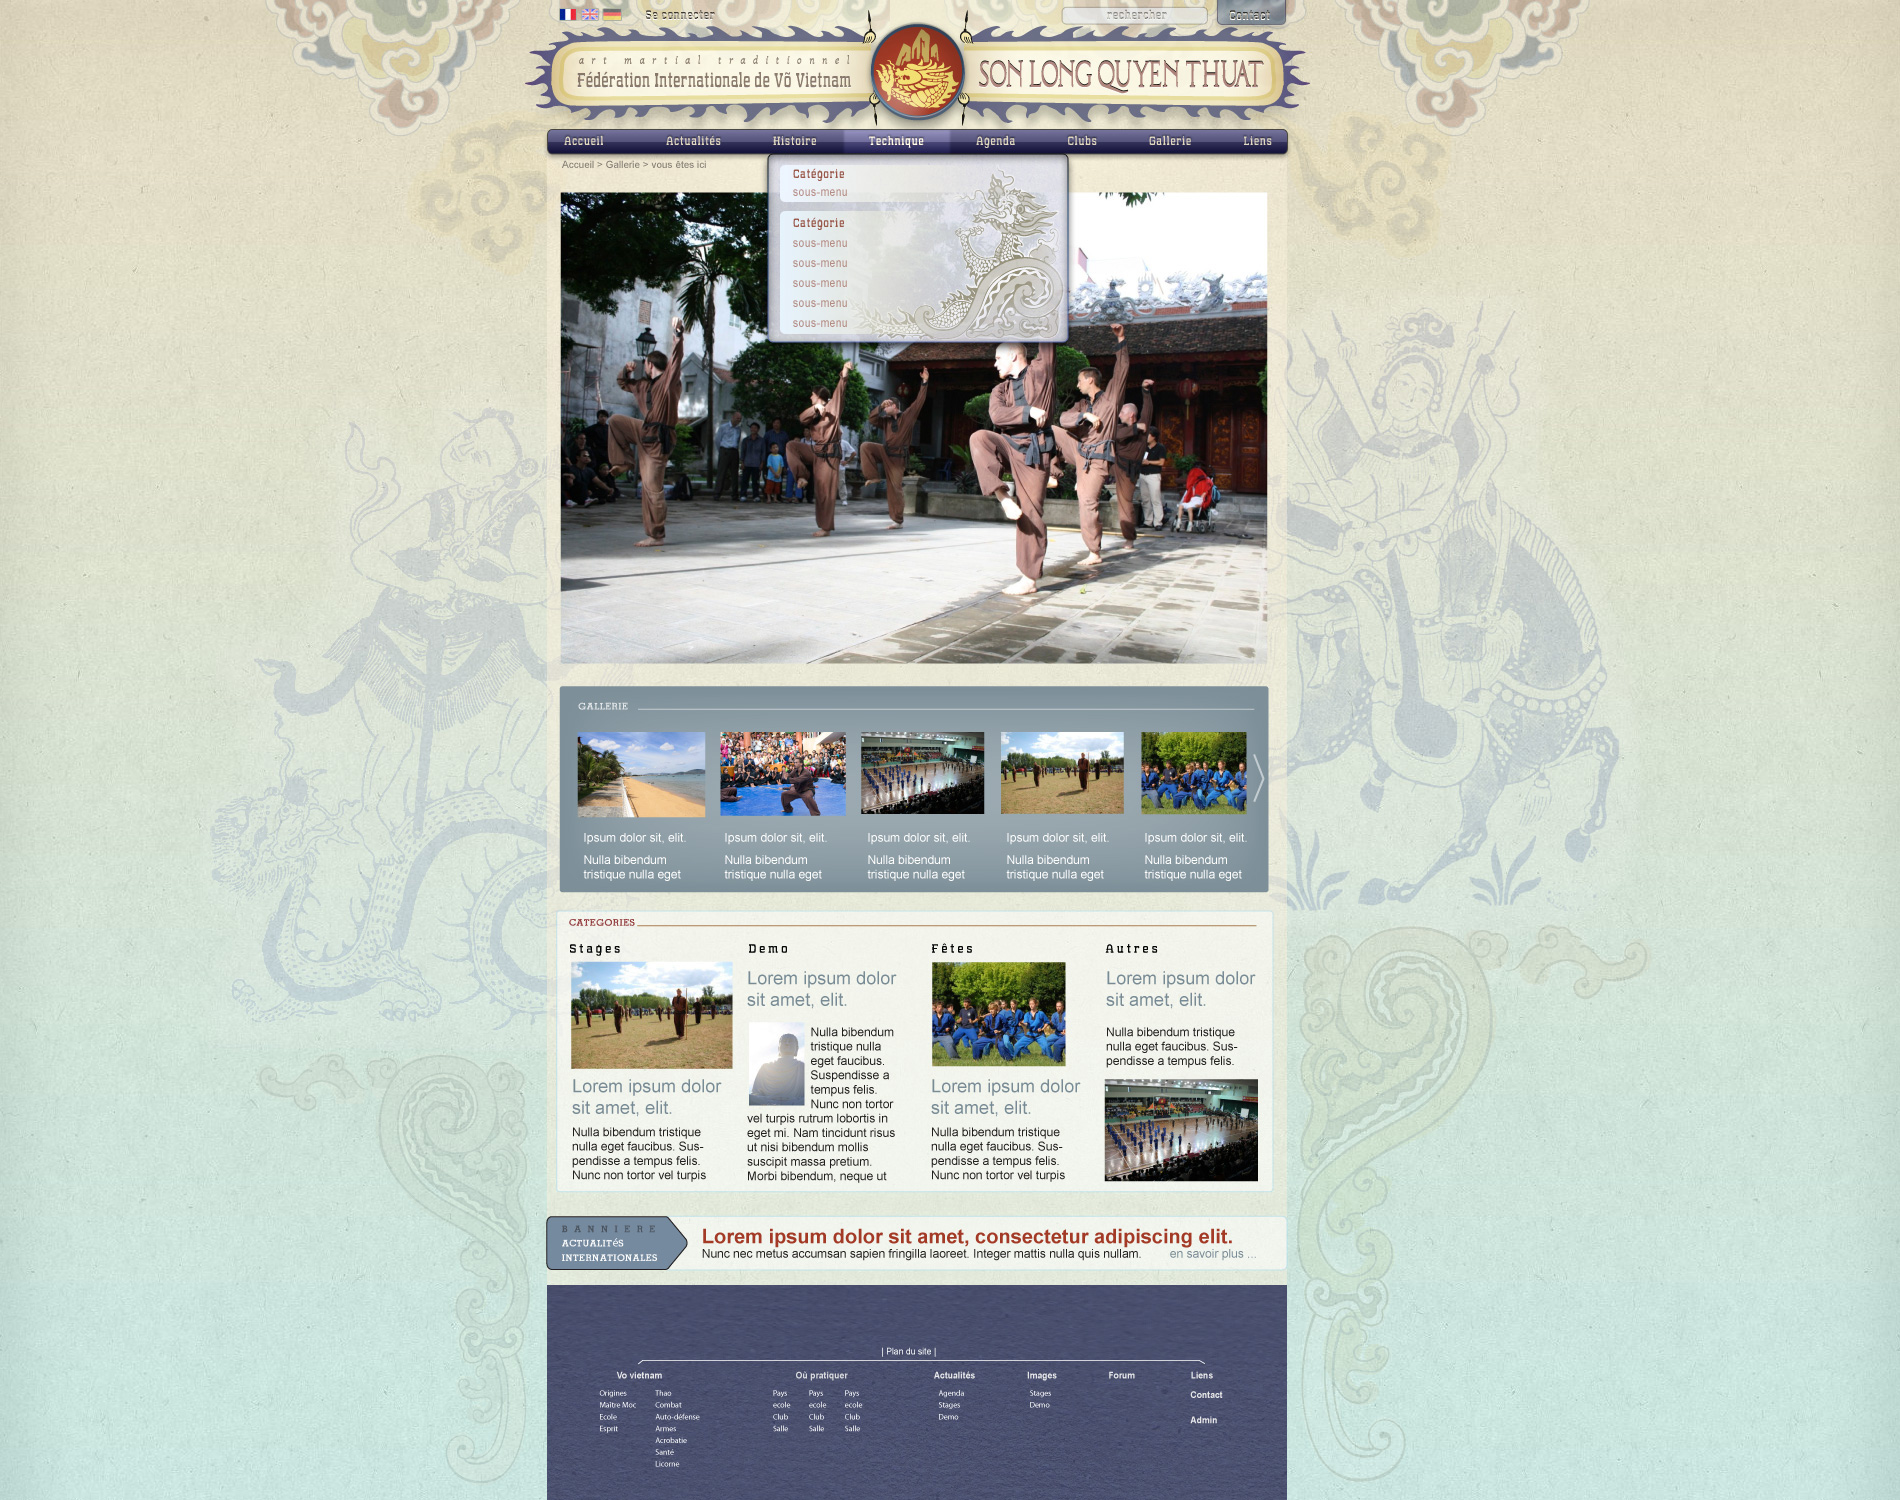 Se connecter
rechercher
Contact
art martial traditionnel
Fédération Internationale de Võ Vietnam
SON LONG QUYEN THUAT
Accueil
Actualités
Histoire
Technique
Agenda
Clubs
Gallerie
Liens
Accueil > Gallerie > vous êtes ici
Catégorie
sous-menu
Catégorie
sous-menu
sous-menu
sous-menu
sous-menu
sous-menu
GALLERIE
Ipsum dolor sit, elit.
Nulla bibendum
tristique nulla eget
Ipsum dolor sit, elit.
Nulla bibendum
tristique nulla eget
Ipsum dolor sit, elit.
Nulla bibendum
tristique nulla eget
Ipsum dolor sit, elit.
Nulla bibendum
tristique nulla eget
Ipsum dolor sit, elit.
Nulla bibendum
tristique nulla eget
CATEGORIES
Stages
Lorem ipsum dolor
sit amet, elit.
Nulla bibendum tristique
nulla eget faucibus. Sus-
pendisse a tempus felis.
Nunc non tortor vel turpis
Demo
Lorem ipsum dolor
sit amet, elit.
Nulla bibendum
tristique nulla
eget faucibus.
Suspendisse a
tempus felis.
Nunc non tortor
vel turpis rutrum lobortis in
eget mi. Nam tincidunt risus
ut nisi bibendum mollis
suscipit massa pretium.
Morbi bibendum, neque ut
Fêtes
Lorem ipsum dolor
sit amet, elit.
Nulla bibendum tristique
nulla eget faucibus. Sus-
pendisse a tempus felis.
Nunc non tortor vel turpis
Autres
Lorem ipsum dolor
sit amet, elit.
Nulla bibendum tristique
nulla eget faucibus. Sus-
pendisse a tempus felis.
BANNIERE
ACTUALITéS
INTERNATIONALES
Lorem ipsum dolor sit amet, consectetur adipiscing elit.
Nunc nec metus accumsan sapien fringilla laoreet. Integer mattis nulla quis nullam.
en savoir plus ...
| Plan du site |
Vo vietnam
Origines
Maître Moc
Ecole
Esprit
Thao
Combat
Auto-défense
Armes
Acrobatie
Santé
Licorne
Où pratiquer
Pays
ecole
Club
Salle
Pays
ecole
Club
Salle
Pays
ecole
Club
Salle
Actualités
Agenda
Stages
Demo
Images
Stages
Demo
Forum
Liens
Contact
Admin